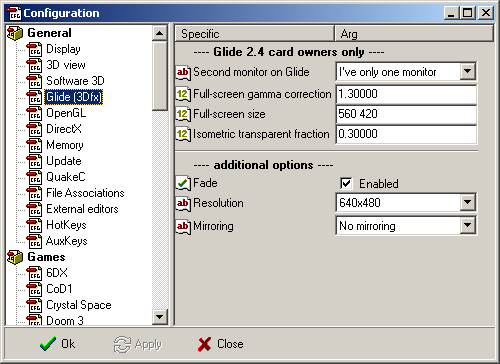 Configuration
General
Display
3D view
Software 3D
Glide (3Dfx)
OpenGL
DirectX
Memory
Update
QuakeC
File Associations
External editors
HotKeys
AuxKeys
Games
6DX
CoD1
Crystal Space
Doom 3
Specific Arg
---- Glide 2.4 card owners only ----
Second monitor on Glide I've only one monitor
Full-screen gamma correction 1.30000
Full-screen size 560 420
Isometric transparent fraction 0.30000
---- additional options ----
Fade Enabled
Resolution 640x480
Mirroring No mirroring
Ok Apply Close